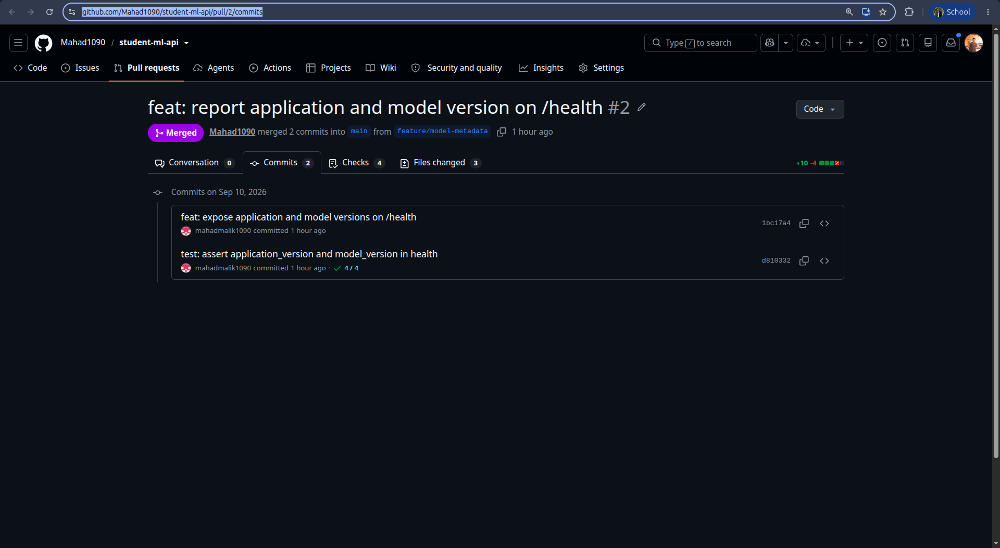 github.com/Mahad1090/student-ml-api/pull/2/commits
School
Mahad1090 / student-ml-api
Type / to search
Code
Issues
Pull requests
Agents
Actions
Projects
Wiki
Security and quality
Insights
Settings
feat: report application and model version on /health #2
Code
Merged
Mahad1090 merged 2 commits into main from feature/model-metadata 1 hour ago
Conversation 0
Commits 2
Checks 4
Files changed 3
+10 -4
Commits on Sep 10, 2026
feat: expose application and model versions on /health
mahadmalik1090 committed 1 hour ago
1bc17a4
test: assert application_version and model_version in health
mahadmalik1090 committed 1 hour ago · 4 / 4
d810332